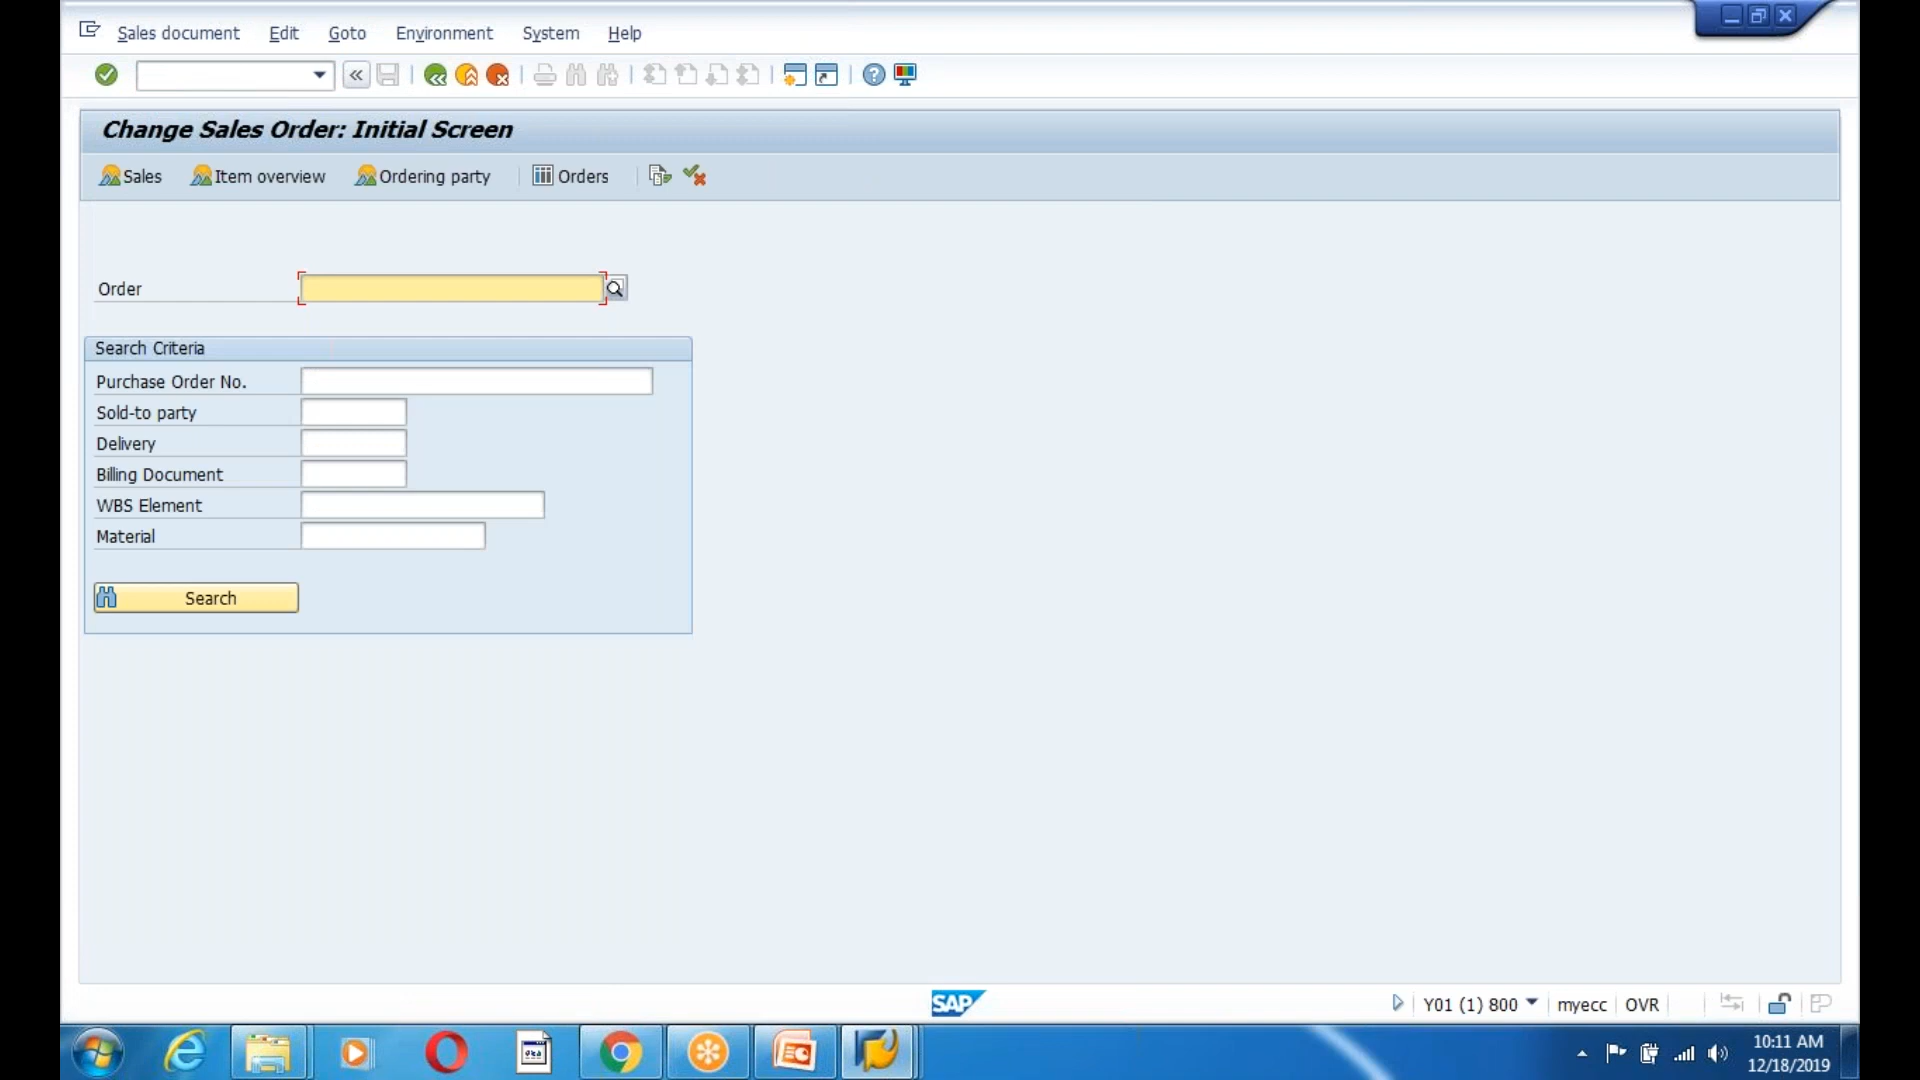 Sales document Edit Goto Environment System Help
Change Sales Order: Initial Screen
Sales Item overview Ordering party Orders
Order
Search Criteria
Purchase Order No.
Sold-to party
Delivery
Billing Document
WBS Element
Material
Search
SAP
Y01 (1) 800 myecc OVR
10:11 AM
12/18/2019